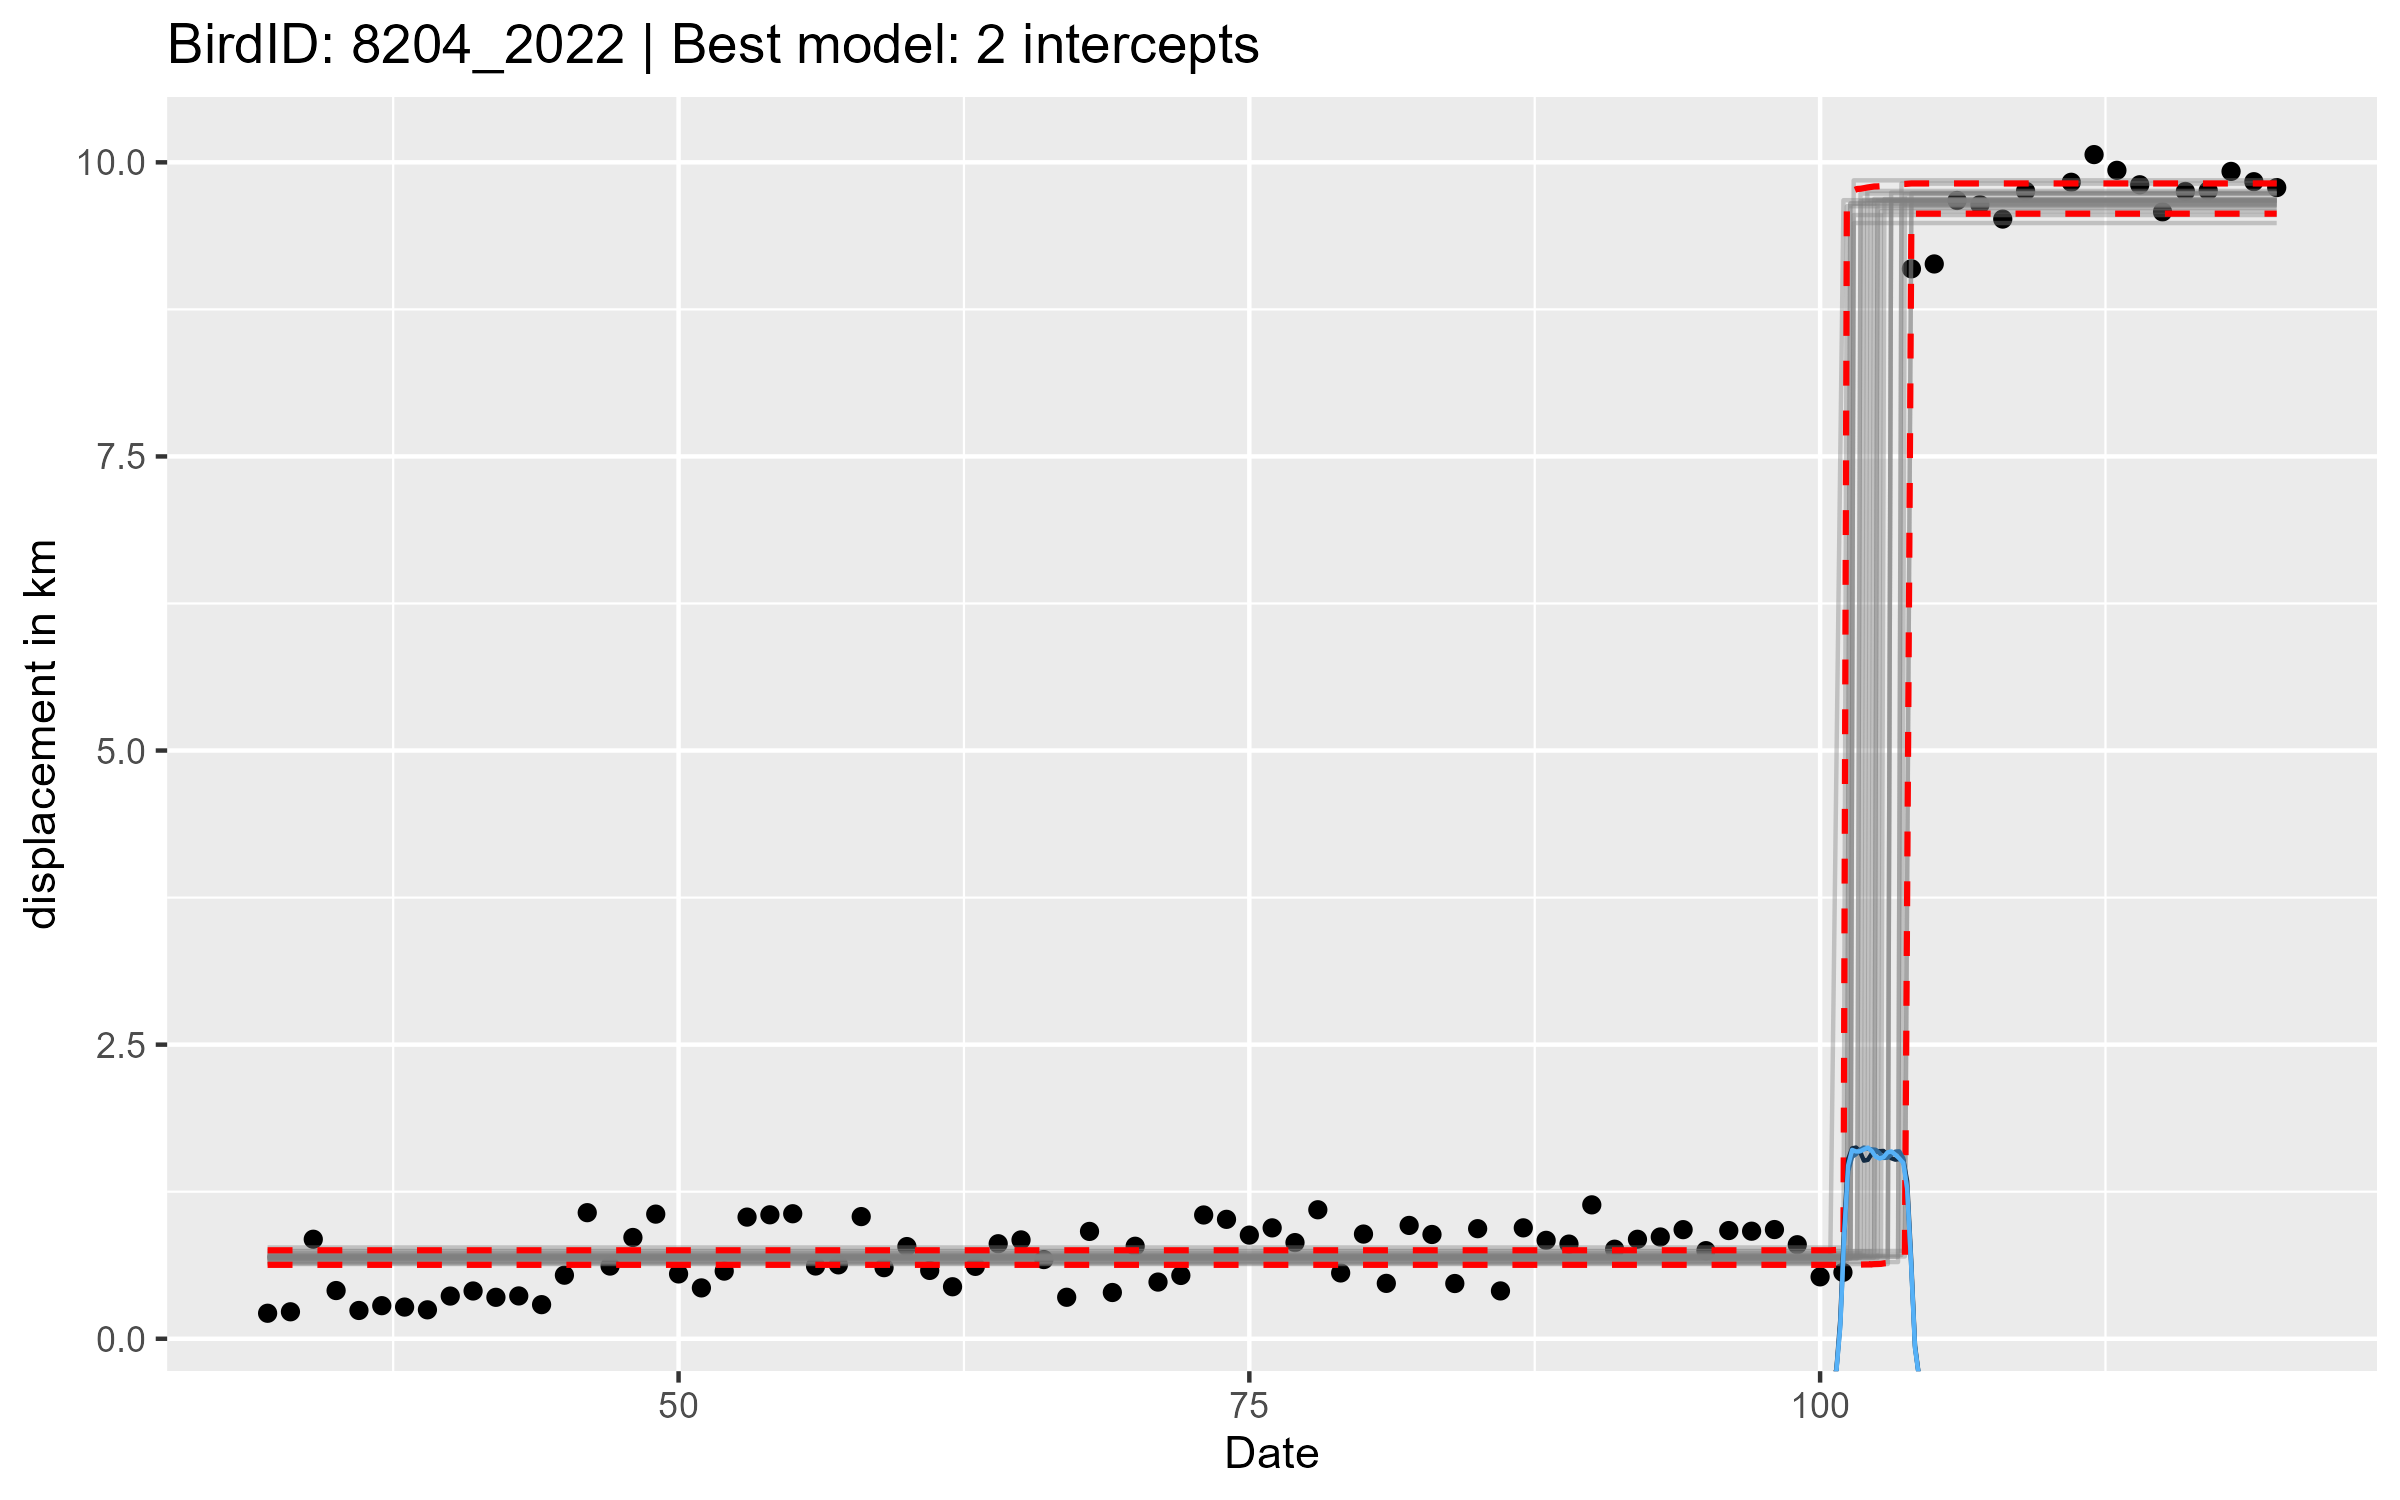 BirdID: 8204_2022 | Best model: 2 intercepts
10.0
7.5
5.0
2.5
0.0
displacement in km
50 75 100
Date